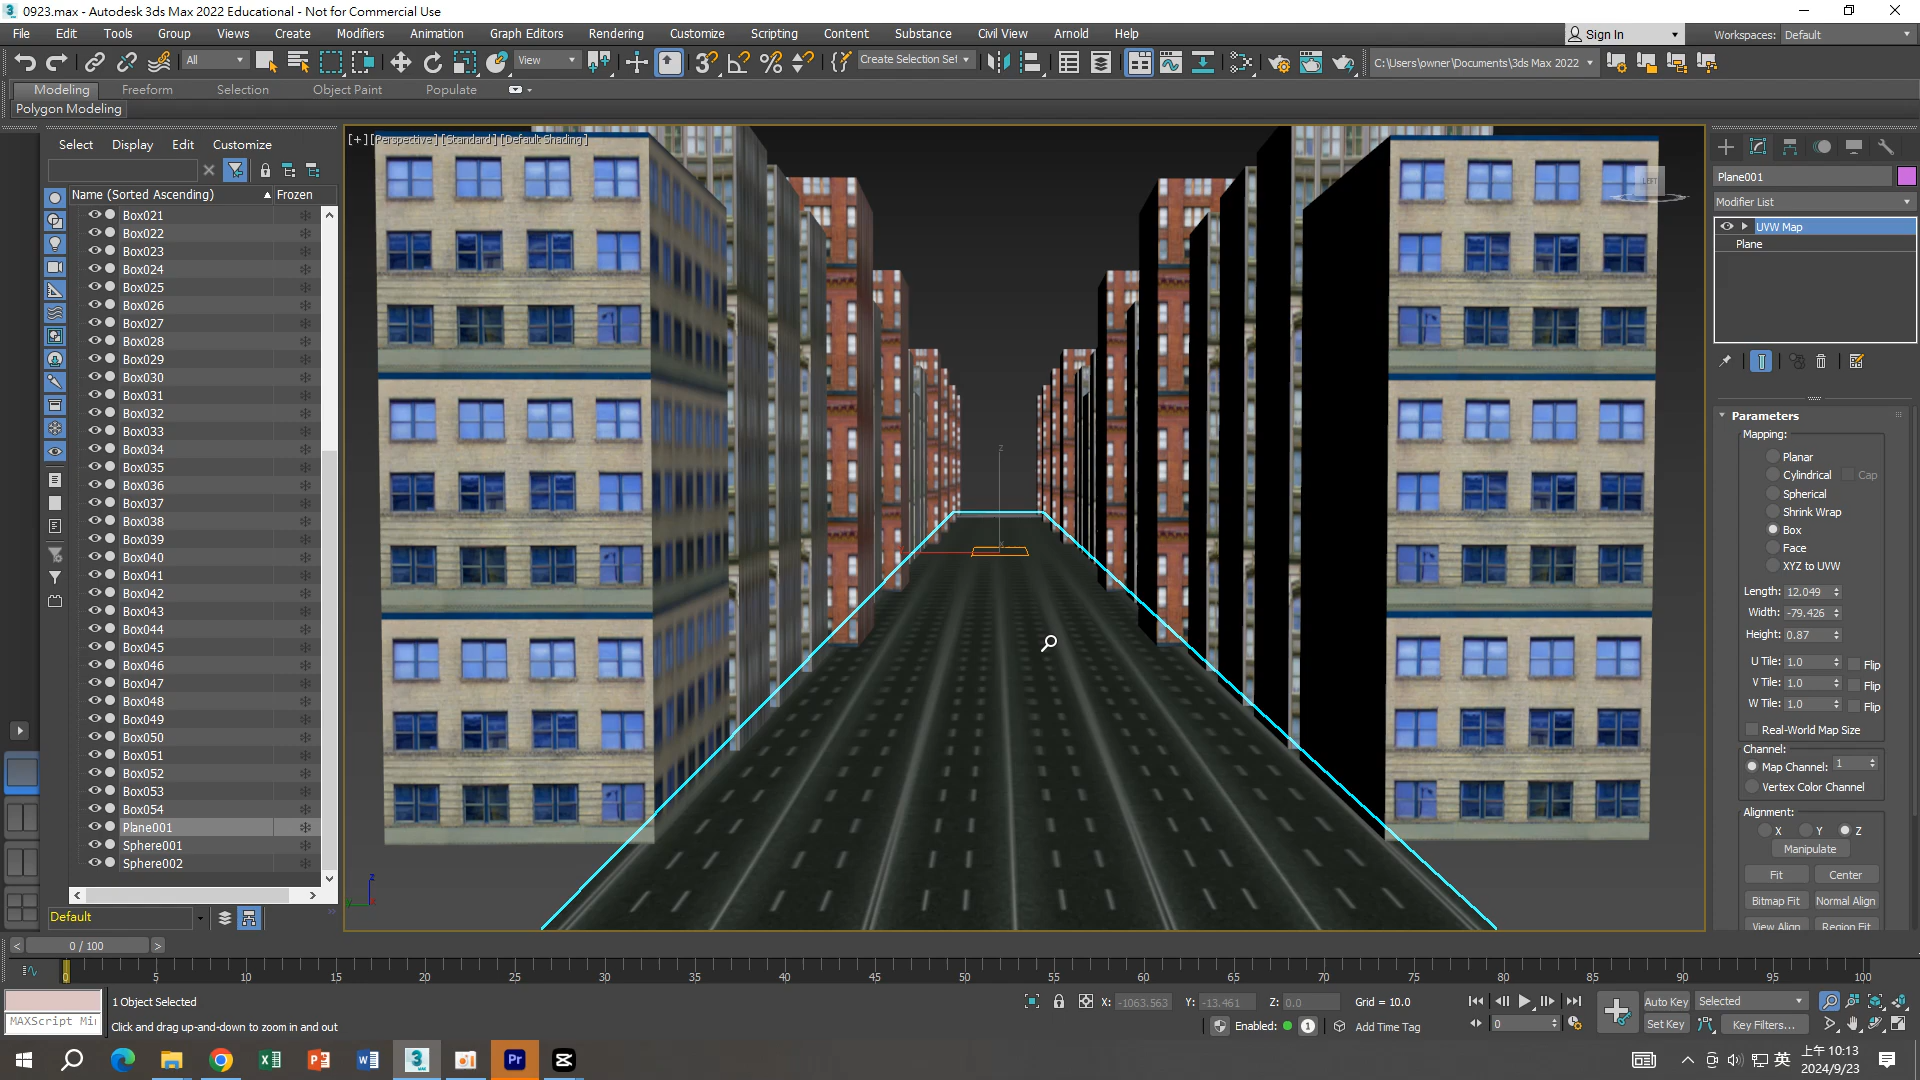 0923.max - Autodesk 3ds Max 2022 Educational - Not for Commercial Use
File Edit Tools Group Views Create Modifiers Animation Graph Editors Rendering Customize Scripting Content Substance Civil View Arnold Help
Sign In
Workspaces: Default
All
View
Create Selection Set
C:\Users\owner\Documents\3ds Max 2022
Modeling Freeform Selection Object Paint Populate
Polygon Modeling
Select Display Edit Customize
Name (Sorted Ascending) Frozen
Box021
Box022
Box023
Box024
Box025
Box026
Box027
Box028
Box029
Box030
Box031
Box032
Box033
Box034
Box035
Box036
Box037
Box038
Box039
Box040
Box041
Box042
Box043
Box044
Box045
Box046
Box047
Box048
Box049
Box050
Box051
Box052
Box053
Box054
Plane001
Sphere001
Sphere002
Default
[+] [Perspective] [Standard] [Default Shading]
LEFT
z
z
Plane001
Modifier List
UVW Map
Plane
Parameters
Mapping:
Planar
Cylindrical Cap
Spherical
Shrink Wrap
Box
Face
XYZ to UVW
Length: 12.049
Width: -79.426
Height: 0.87
U Tile: 1.0 Flip
V Tile: 1.0 Flip
W Tile: 1.0 Flip
Real-World Map Size
Channel:
Map Channel: 1
Vertex Color Channel
Alignment:
X Y Z
Manipulate
Fit Center
Bitmap Fit Normal Align
View Align Region Fit
< 0 / 100 >
0 5 10 15 20 25 30 35 40 45 50 55 60 65 70 75 80 85 90 95 100
1 Object Selected
X: -1063.563 Y: -13.461 Z: 0.0 Grid = 10.0
Auto Key Selected
MAXScript Mi
Click and drag up-and-down to zoom in and out
Enabled: 1 Add Time Tag
0
Set Key Key Filters...
英
上午 10:13
2024/9/23